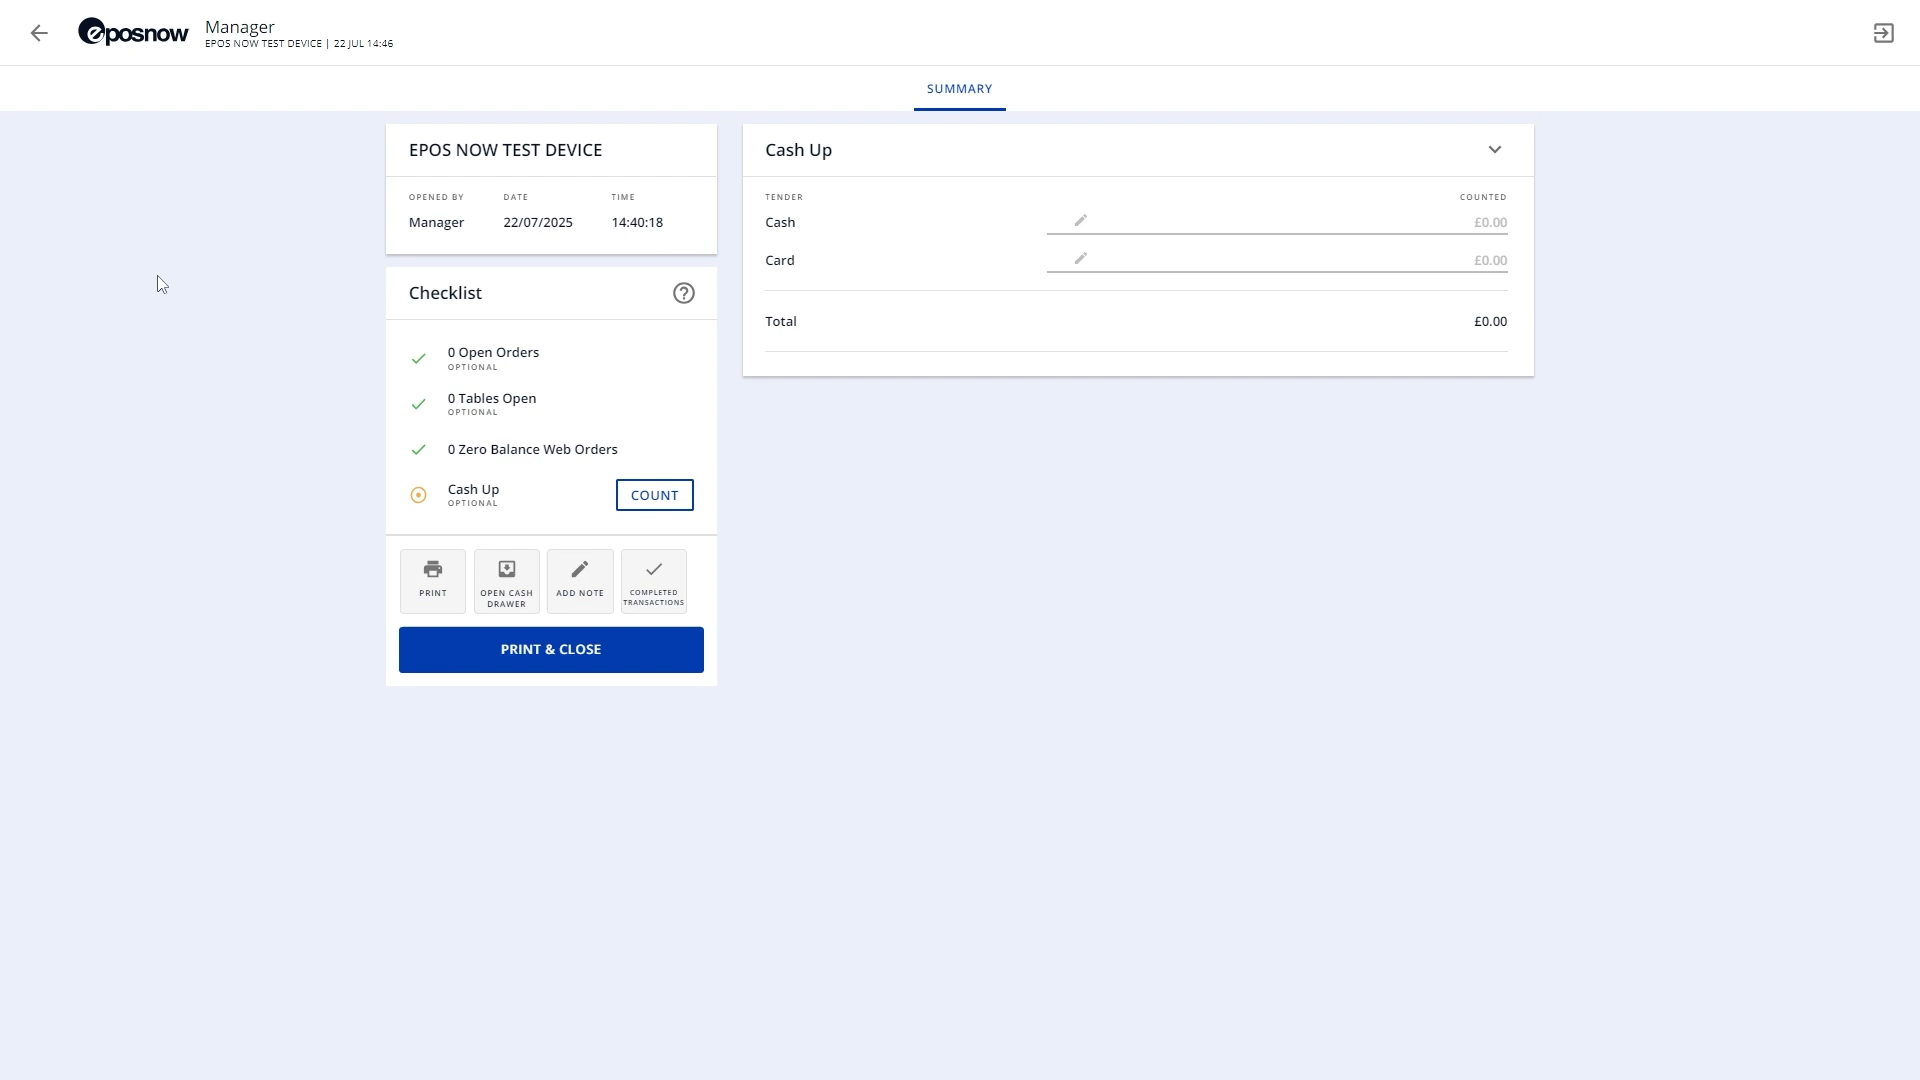 eposnow
Manager
EPOS NOW TEST DEVICE | 22 JUL 14:46
SUMMARY
EPOS NOW TEST DEVICE
OPENED BY DATE TIME
Manager 22/07/2025 14:40:18
Checklist
0 Open Orders
OPTIONAL
0 Tables Open
OPTIONAL
0 Zero Balance Web Orders
Cash Up
OPTIONAL
COUNT
PRINT
OPEN CASH
DRAWER
ADD NOTE
COMPLETED
TRANSACTIONS
PRINT & CLOSE
Cash Up
TENDER COUNTED
Cash £0.00
Card £0.00
Total £0.00